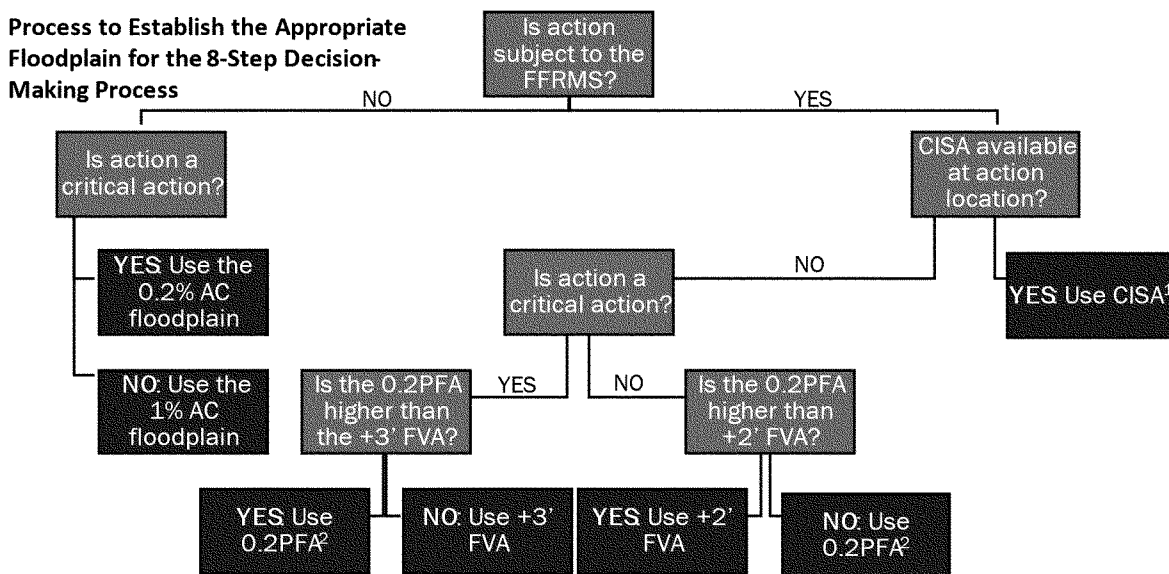 Process to Establish the Appropriate
Floodplain for the 8-Step Decision-
Making Process
Is action
subject to the
FFRMS?
NO
YES
Is action a
critical action?
CISA available
at action
location?
YES: Use the
0.2% AC
floodplain
NO: Use the
1% AC
floodplain
Is action a
critical action?
NO
YES: Use CISA¹
Is the 0.2PFA
higher than
the +3' FVA?
YES
NO
Is the 0.2PFA
higher than
+2' FVA?
YES: Use
0.2PFA²
NO: Use +3'
FVA
YES: Use +2'
FVA
NO: Use
0.2PFA²